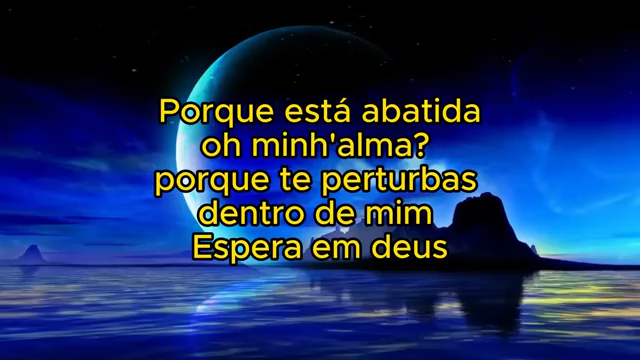 Porque está abatida
oh minh'alma?
porque te perturbas
dentro de mim
Espera em deus